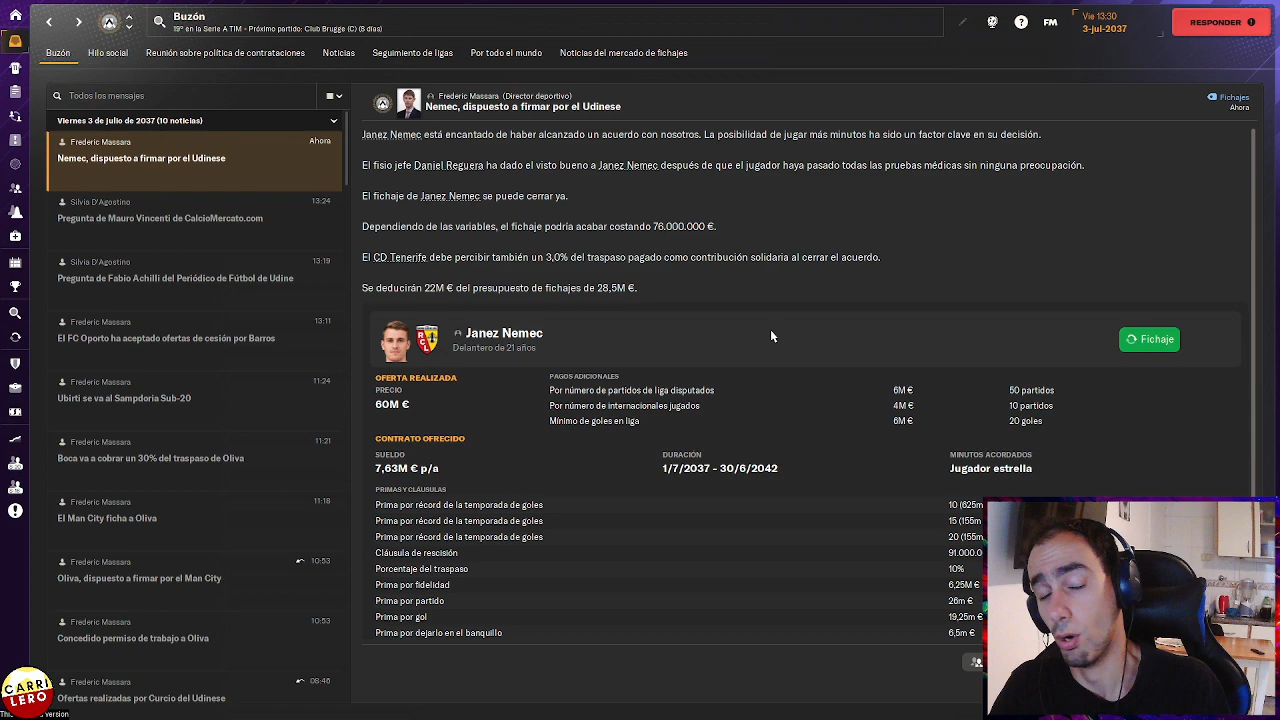 Buzón
19º en la Serie A TIM - Próximo partido: Club Brugge (C) (8 días)
FM
Vie 13:30
3-jul-2037
RESPONDER
Buzón
Hilo social
Reunión sobre política de contrataciones
Noticias
Seguimiento de ligas
Por todo el mundo
Noticias del mercado de fichajes
Todos los mensajes
Viernes 3 de julio de 2037 (10 noticias)
Frederic Massara
Ahora
Nemec, dispuesto a firmar por el Udinese
Silvia D'Agostino
13:24
Pregunta de Mauro Vincenti de CalcioMercato.com
Silvia D'Agostino
13:19
Pregunta de Fabio Achilli del Periódico de Fútbol de Udine
Frederic Massara
13:11
El FC Oporto ha aceptado ofertas de cesión por Barros
Frederic Massara
11:24
Ubirti se va al Sampdoria Sub-20
Frederic Massara
11:21
Boca va a cobrar un 30% del traspaso de Oliva
Frederic Massara
11:18
El Man City ficha a Oliva
Frederic Massara
10:53
Oliva, dispuesto a firmar por el Man City
Frederic Massara
10:53
Concedido permiso de trabajo a Oliva
Frederic Massara
08:46
Ofertas realizadas por Curcio del Udinese
Frederic Massara (Director deportivo)
Nemec, dispuesto a firmar por el Udinese
Fichajes
Ahora
Janez Nemec está encantado de haber alcanzado un acuerdo con nosotros. La posibilidad de jugar más minutos ha sido un factor clave en su decisión.
El fisio jefe Daniel Reguera ha dado el visto bueno a Janez Nemec después de que el jugador haya pasado todas las pruebas médicas sin ninguna preocupación.
El fichaje de Janez Nemec se puede cerrar ya.
Dependiendo de las variables, el fichaje podría acabar costando 76.000.000 €.
El CD Tenerife debe percibir también un 3,0% del traspaso pagado como contribución solidaria al cerrar el acuerdo.
Se deducirán 22M € del presupuesto de fichajes de 28,5M €.
Janez Nemec
Delantero de 21 años
Fichaje
OFERTA REALIZADA
PRECIO
60M €
PAGOS ADICIONALES
Por número de partidos de liga disputados
6M €
50 partidos
Por número de internacionales jugados
4M €
10 partidos
Mínimo de goles en liga
6M €
20 goles
CONTRATO OFRECIDO
SUELDO
7,63M € p/a
DURACIÓN
1/7/2037 - 30/6/2042
MINUTOS ACORDADOS
Jugador estrella
PRIMAS Y CLÁUSULAS
Prima por récord de la temporada de goles
10 (625m
Prima por récord de la temporada de goles
15 (155m
Prima por récord de la temporada de goles
20 (155m
Cláusula de rescisión
91.000.0
Porcentaje del traspaso
10%
Prima por fidelidad
6,25M €
Prima por partido
26m €
Prima por gol
19,25m €
Prima por dejarlo en el banquillo
6,5m €
CARRI
LERO